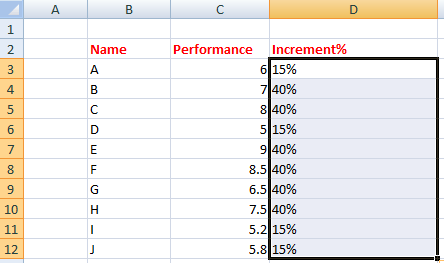 A B C D
1
2 Name Performance Increment%
3 A 6 15%
4 B 7 40%
5 C 8 40%
6 D 5 15%
7 E 9 40%
8 F 8.5 40%
9 G 6.5 40%
10 H 7.5 40%
11 I 5.2 15%
12 J 5.8 15%